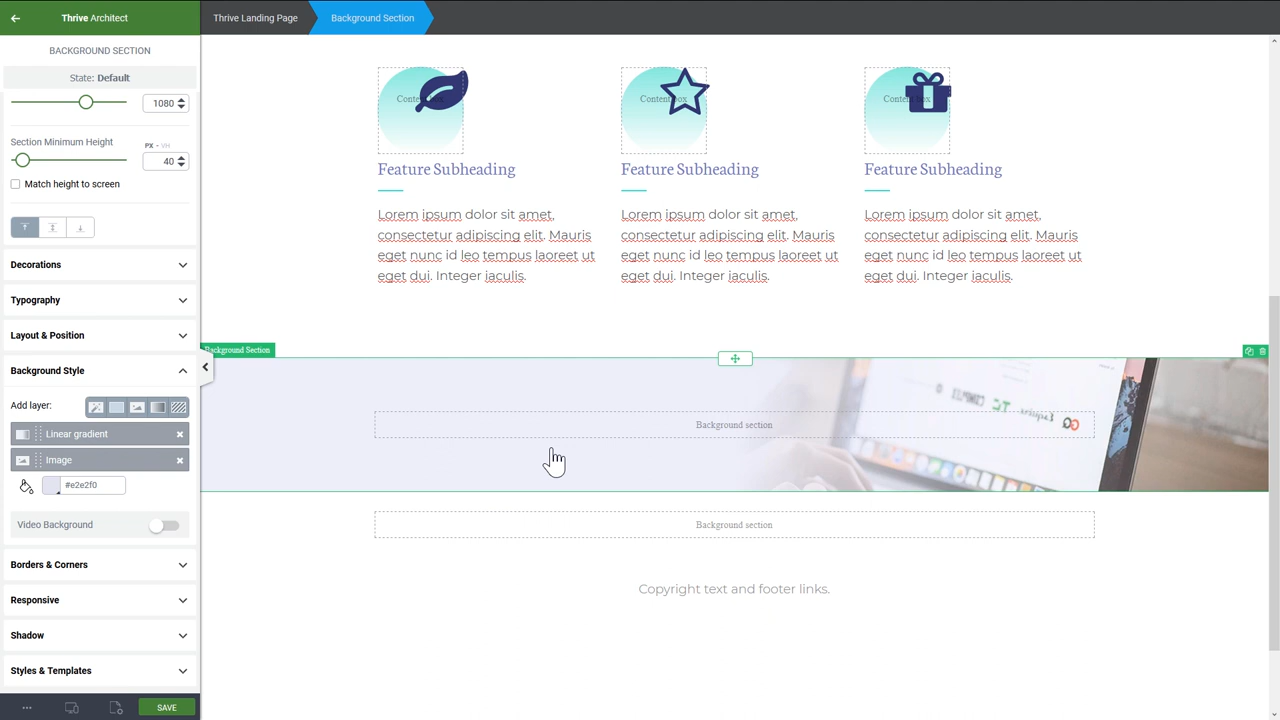 Thrive Architect
Thrive Landing Page
Background Section
BACKGROUND SECTION
State: Default
1080
Section Minimum Height
PX - VH
40
Match height to screen
Decorations
Typography
Layout & Position
Background Style
Add layer:
Linear gradient
Image
#e2e2f0
Video Background
Borders & Corners
Responsive
Shadow
Styles & Templates
SAVE
Content box
Content box
Content box
Feature Subheading
Lorem ipsum dolor sit amet,
consectetur adipiscing elit. Mauris
eget nunc id leo tempus laoreet ut
eget dui. Integer iaculis.
Feature Subheading
Lorem ipsum dolor sit amet,
consectetur adipiscing elit. Mauris
eget nunc id leo tempus laoreet ut
eget dui. Integer iaculis.
Feature Subheading
Lorem ipsum dolor sit amet,
consectetur adipiscing elit. Mauris
eget nunc id leo tempus laoreet ut
eget dui. Integer iaculis.
Background Section
Background section
Background section
Copyright text and footer links.